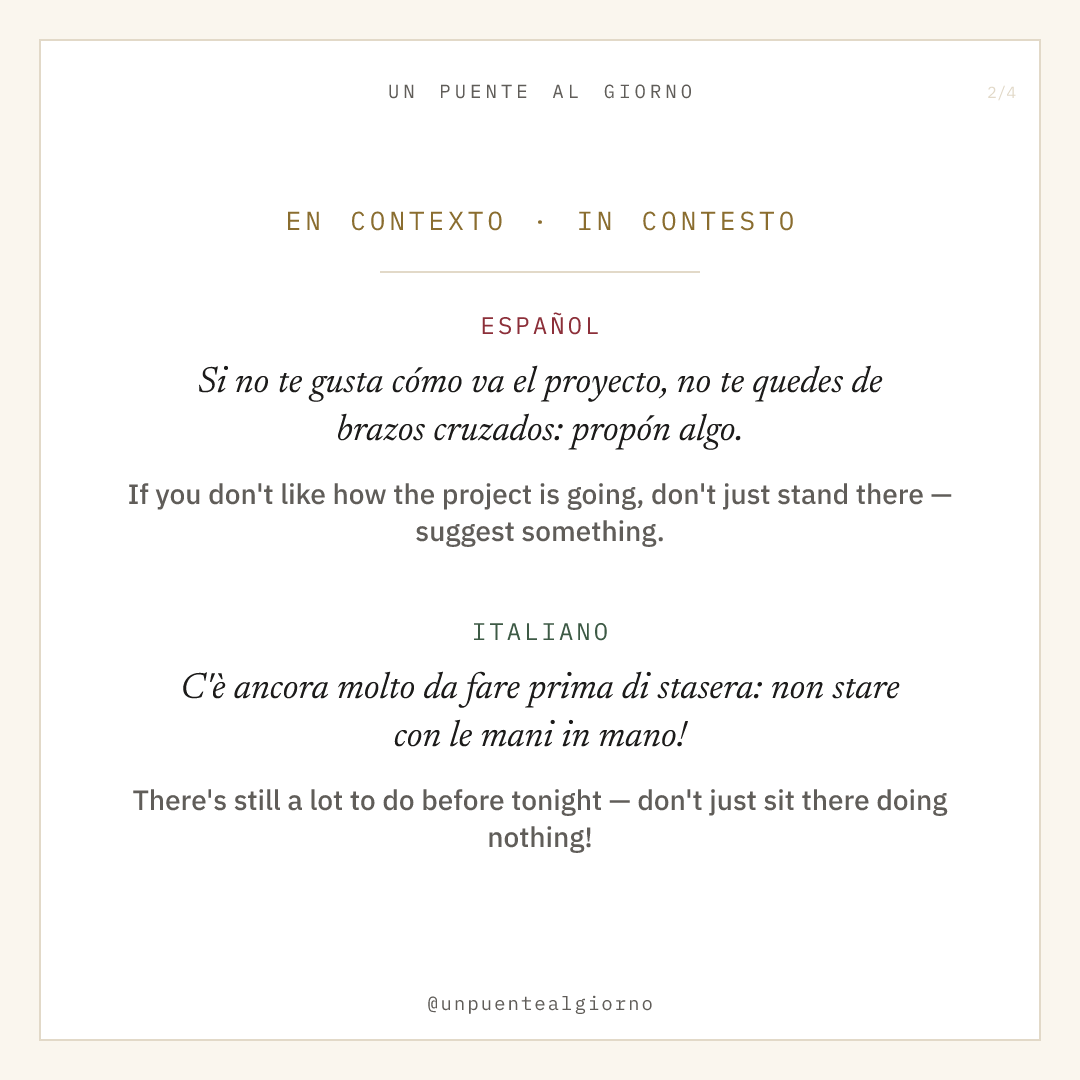 UN PUENTE AL GIORNO
2/4
EN CONTEXTO · IN CONTESTO
ESPAÑOL
Si no te gusta cómo va el proyecto, no te quedes de
brazos cruzados: propón algo.
If you don't like how the project is going, don't just stand there —
suggest something.
ITALIANO
C'è ancora molto da fare prima di stasera: non stare
con le mani in mano!
There's still a lot to do before tonight — don't just sit there doing
nothing!
@unpuentealgiorno